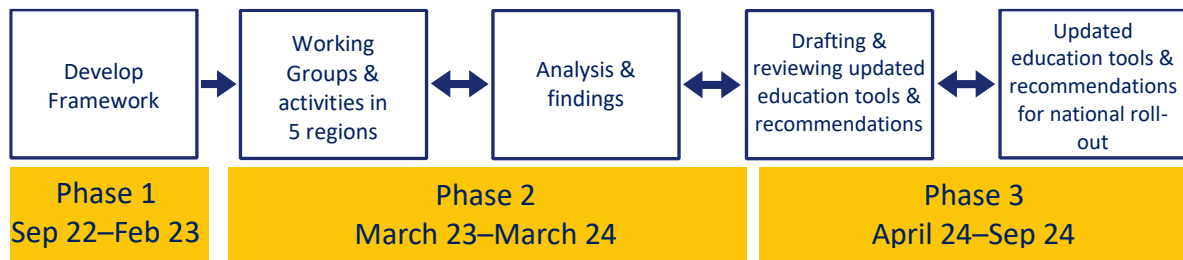 Develop
Framework
Working
Groups &
activities in
5 regions
Analysis &
findings
Drafting &
reviewing updated
education tools &
recommendations
Updated
education tools &
recommendations
for national roll-
out
Phase 1
Sep 22–Feb 23
Phase 2
March 23–March 24
Phase 3
April 24–Sep 24